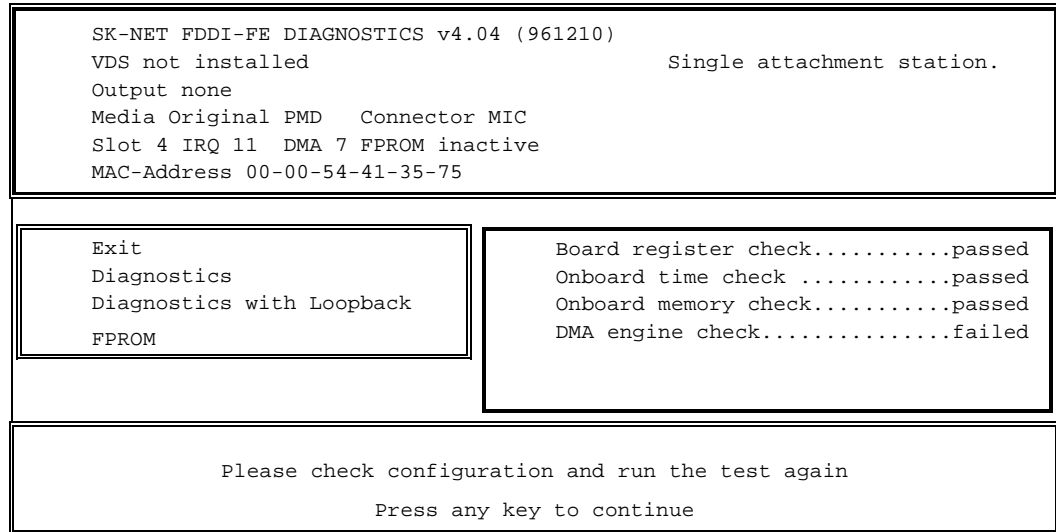 SK-NET FDDI-FE DIAGNOSTICS v4.04 (961210)
VDS not installed Single attachment station.
Output none
Media Original PMD Connector MIC
Slot 4 IRQ 11 DMA 7 FPROM inactive
MAC-Address 00-00-54-41-35-75
Exit
Diagnostics
Diagnostics with Loopback
FPROM
Board register check...........passed
Onboard time check ............passed
Onboard memory check...........passed
DMA engine check...............failed
Please check configuration and run the test again
Press any key to continue